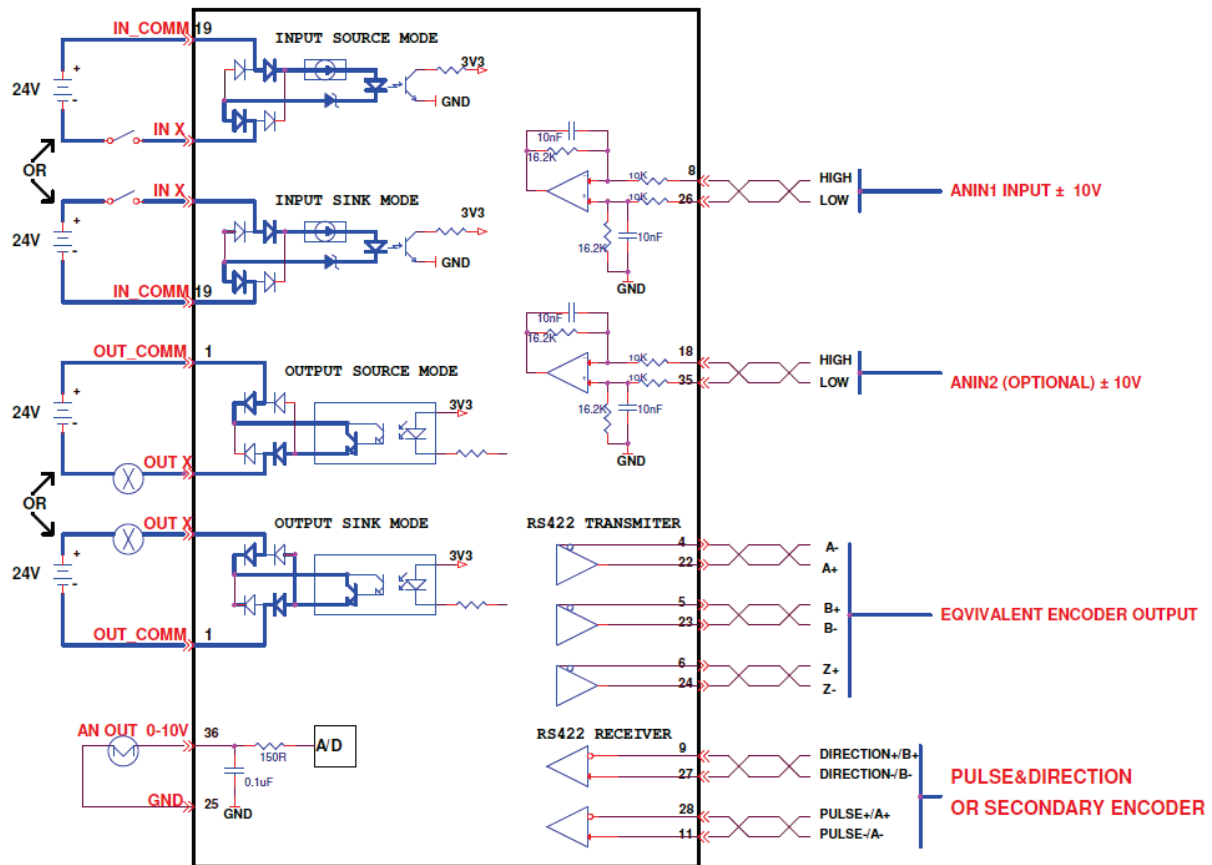 IN_COMM 19
INPUT SOURCE MODE
+
24V
-
3V3
GND
IN X
OR
IN X
INPUT SINK MODE
+
24V
-
3V3
GND
IN_COMM 19
OUT_COMM 1
OUTPUT SOURCE MODE
+
24V
-
3V3
OUT X
OR
OUT X
OUTPUT SINK MODE
+
24V
-
3V3
OUT_COMM 1
AN OUT 0-10V 36
150R
A/D
0.1uF
GND 25
GND
10nF
16.2K
10K
8
HIGH
10K
26
LOW
ANIN1 INPUT ± 10V
16.2K
10nF
GND
10nF
16.2K
10K
18
HIGH
10K
35
LOW
ANIN2 (OPTIONAL) ± 10V
16.2K
10nF
GND
RS422 TRANSMITER
4
A-
22
A+
5
B+
23
B-
6
Z+
24
Z-
EQVIVALENT ENCODER OUTPUT
RS422 RECEIVER
9
DIRECTION+/B+
27
DIRECTION-/B-
28
PULSE+/A+
11
PULSE-/A-
PULSE&DIRECTION
OR SECONDARY ENCODER